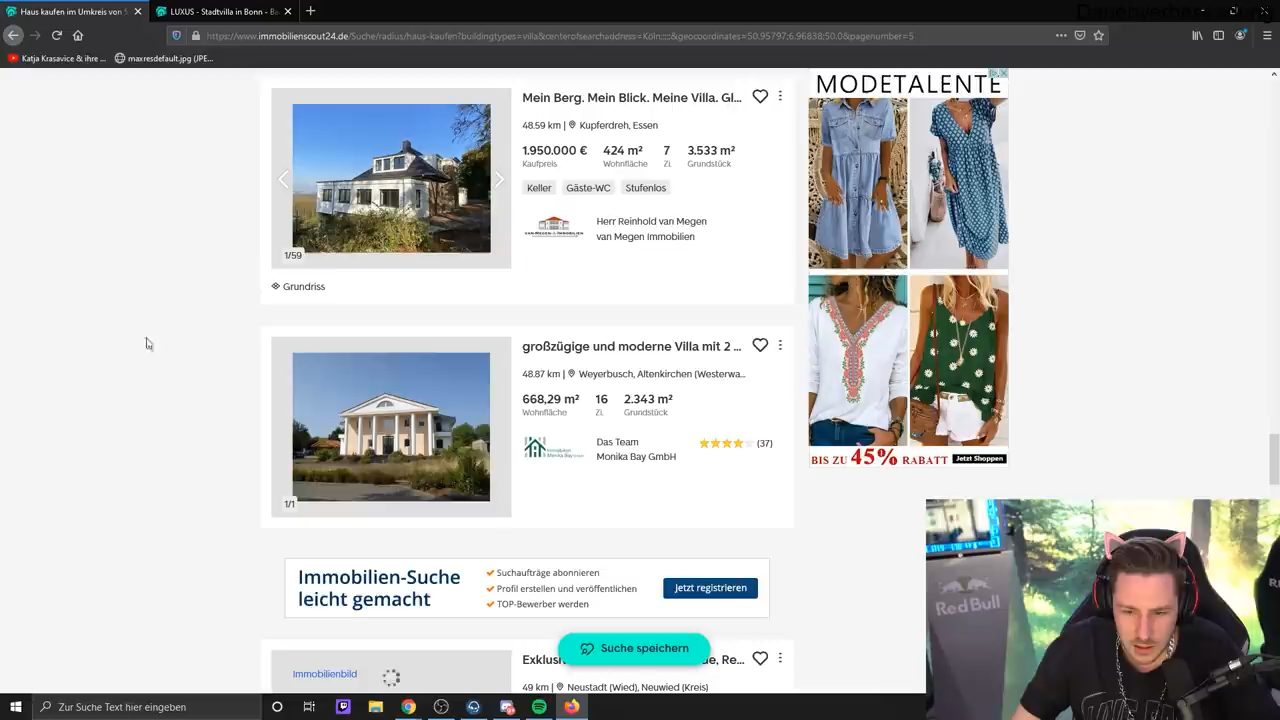 Haus kaufen im Umkreis von S
LUXUS - Stadtvilla in Bonn - Ba
https://www.immobilienscout24.de/Suche/radius/haus-kaufen?buildingtypes=villa&centerofsearchaddress=Köln;;;;;&geocoordinates=50.95797;6.96838;50.0&pagenumber=5
Katja Krasavice & ihre ...
maxresdefault.jpg (JPE...
Mein Berg. Mein Blick. Meine Villa. Gl...
48.59 km | Kupferdreh, Essen
1.950.000 € 424 m² 7 3.533 m²
Kaufpreis Wohnfläche Zi. Grundstück
Keller Gäste-WC Stufenlos
Herr Reinhold van Megen
van Megen Immobilien
1/59
Grundriss
großzügige und moderne Villa mit 2 ...
48.87 km | Weyerbusch, Altenkirchen (Westerwa...
668,29 m² 16 2.343 m²
Wohnfläche Zi. Grundstück
Das Team
Monika Bay GmbH
(37)
1/1
Immobilien-Suche
leicht gemacht
Suchaufträge abonnieren
Profil erstellen und veröffentlichen
TOP-Bewerber werden
Jetzt registrieren
Suche speichern
Immobilienbild
49 km | Neustadt (Wied), Neuwied (Kreis)
MODETALENTE
BIS ZU 45% RABATT Jetzt Shoppen
Red Bull
Zur Suche Text hier eingeben